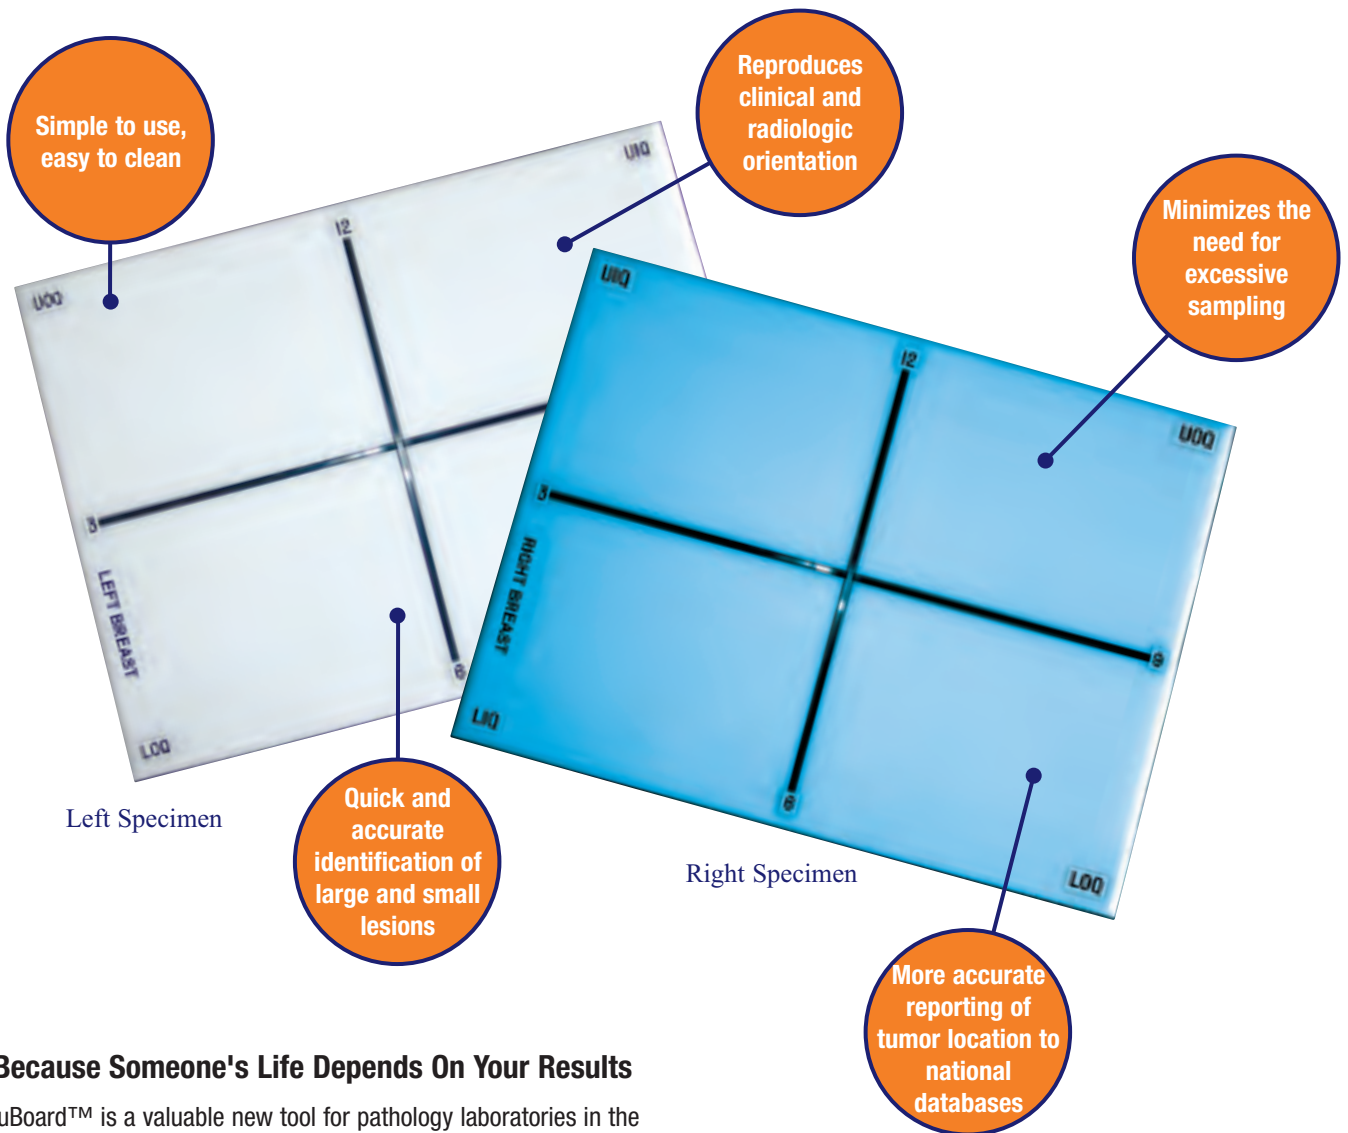 Simple to use,
easy to clean
Reproduces
clinical and
radiologic
orientation
Minimizes the
need for
excessive
sampling
UOQ
12
UIQ
3
LEFT BREAST
6
LOQ
UIQ
12
UOQ
3
RIGHT BREAST
9
LIQ
6
LOQ
Left Specimen
Quick and
accurate
identification of
large and small
lesions
Right Specimen
More accurate
reporting of
tumor location to
national
databases
Because Someone's Life Depends On Your Results
uBoard™ is a valuable new tool for pathology laboratories in the